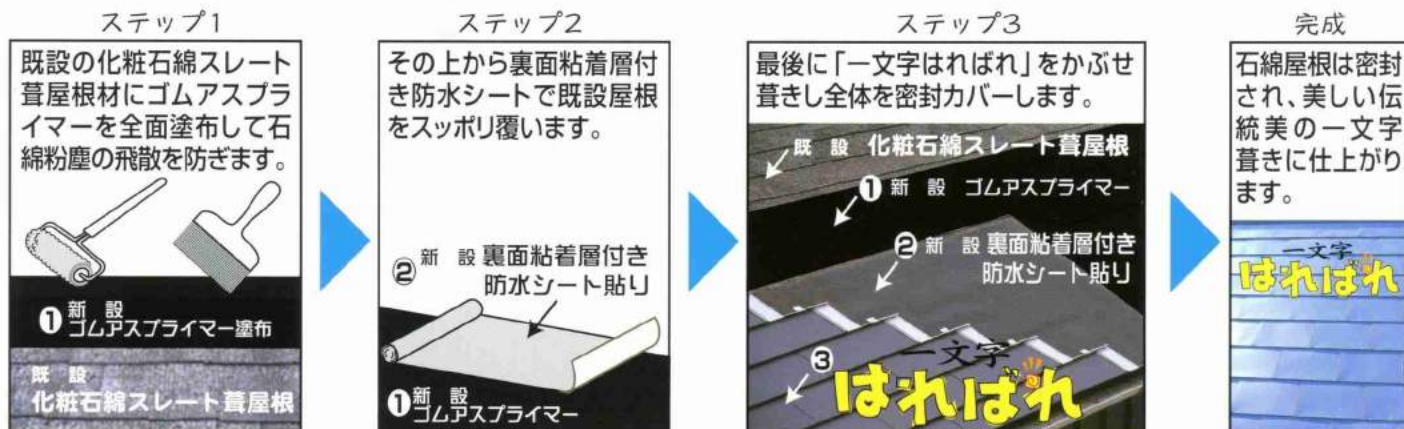 ステップ1
既設の化粧石綿スレート
葺屋根材にゴムアスプラ
イマーを全面塗布して石
綿粉塵の飛散を防ぎます。
①新 設
ゴムアスプライマー塗布
既 設
化粧石綿スレート葺屋根
ステップ2
その上から裏面粘着層付
き防水シートで既設屋根
をスッポリ覆います。
②新 設 裏面粘着層付き
防水シート貼り
①新 設
ゴムアスプライマー
ステップ3
最後に「一文字はればれ」をかぶせ
葺きし全体を密封カバーします。
既 設 化粧石綿スレート葺屋根
①新 設 ゴムアスプライマー
②新 設 裏面粘着層付き
防水シート貼り
③
一文字
はればれ
完成
石綿屋根は密封
され、美しい伝
統美の一文字
葺きに仕上がり
ます。
一文字
はればれ